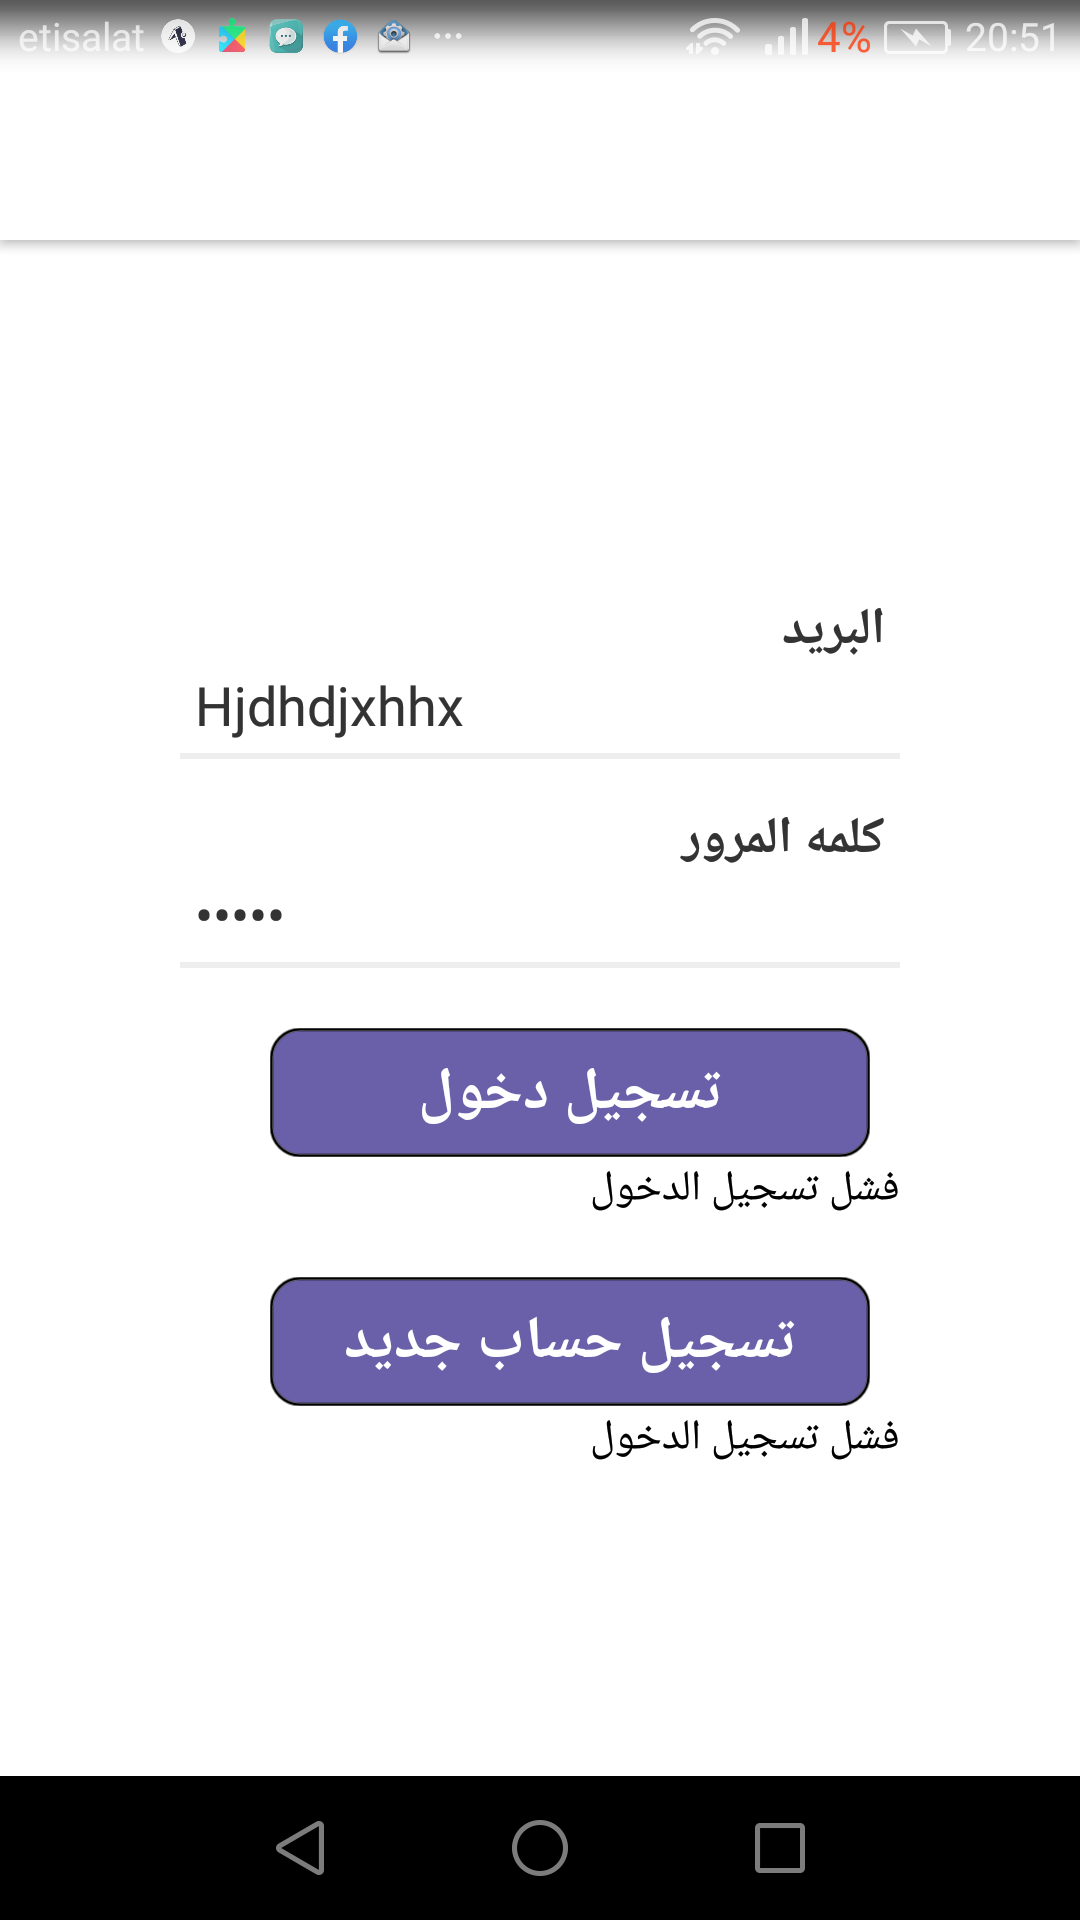 etisalat ... 4% 20:51
البريد
Hjdhdjxhhx
كلمه المرور
•••••
تسجيل دخول
فشل تسجيل الدخول
تسجيل حساب جديد
فشل تسجيل الدخول